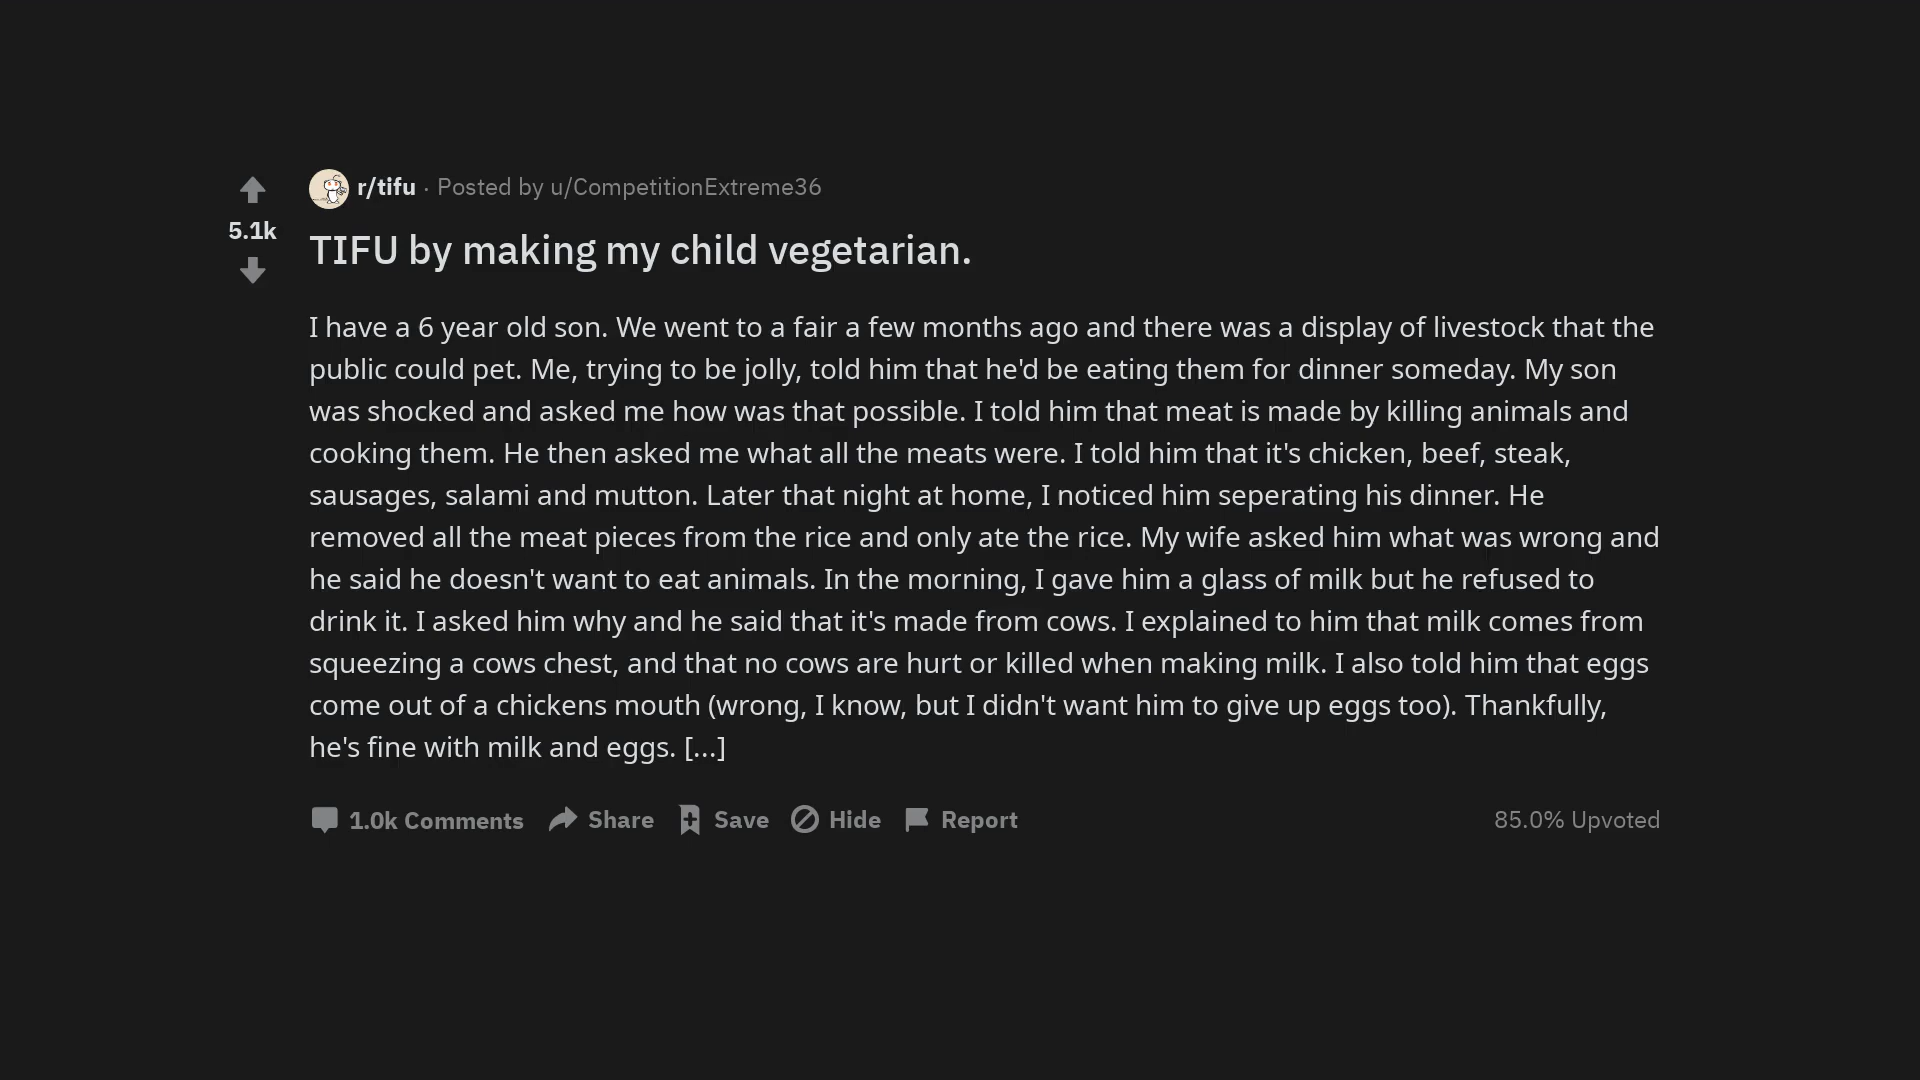 r/tifu · Posted by u/CompetitionExtreme36
5.1k
TIFU by making my child vegetarian.
I have a 6 year old son. We went to a fair a few months ago and there was a display of livestock that the
public could pet. Me, trying to be jolly, told him that he'd be eating them for dinner someday. My son
was shocked and asked me how was that possible. I told him that meat is made by killing animals and
cooking them. He then asked me what all the meats were. I told him that it's chicken, beef, steak,
sausages, salami and mutton. Later that night at home, I noticed him seperating his dinner. He
removed all the meat pieces from the rice and only ate the rice. My wife asked him what was wrong and
he said he doesn't want to eat animals. In the morning, I gave him a glass of milk but he refused to
drink it. I asked him why and he said that it's made from cows. I explained to him that milk comes from
squeezing a cows chest, and that no cows are hurt or killed when making milk. I also told him that eggs
come out of a chickens mouth (wrong, I know, but I didn't want him to give up eggs too). Thankfully,
he's fine with milk and eggs. [...]
1.0k Comments Share Save Hide Report 85.0% Upvoted